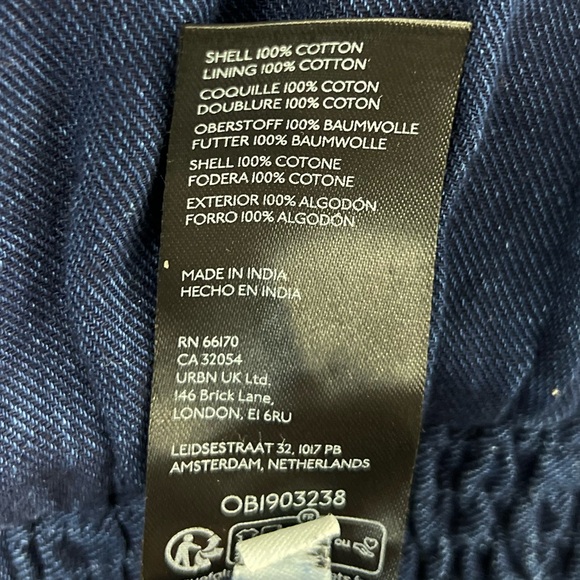 SHELL 100% COTTON
LINING 100% COTTON
COQUILLE 100% COTON
DOUBLURE 100% COTON
OBERSTOFF 100% BAUMWOLLE
FUTTER 100% BAUMWOLLE
SHELL 100% COTONE
FODERA 100% COTONE
EXTERIOR 100% ALGODÓN
FORRO 100% ALGODÓN
MADE IN INDIA
HECHO EN INDIA
RN 66170
CA 32054
URBN UK Ltd.
146 Brick Lane,
LONDON, E1 6RU
LEIDSESTRAAT 32, 1017 PB
AMSTERDAM, NETHERLANDS
OB1903238
FR
ou